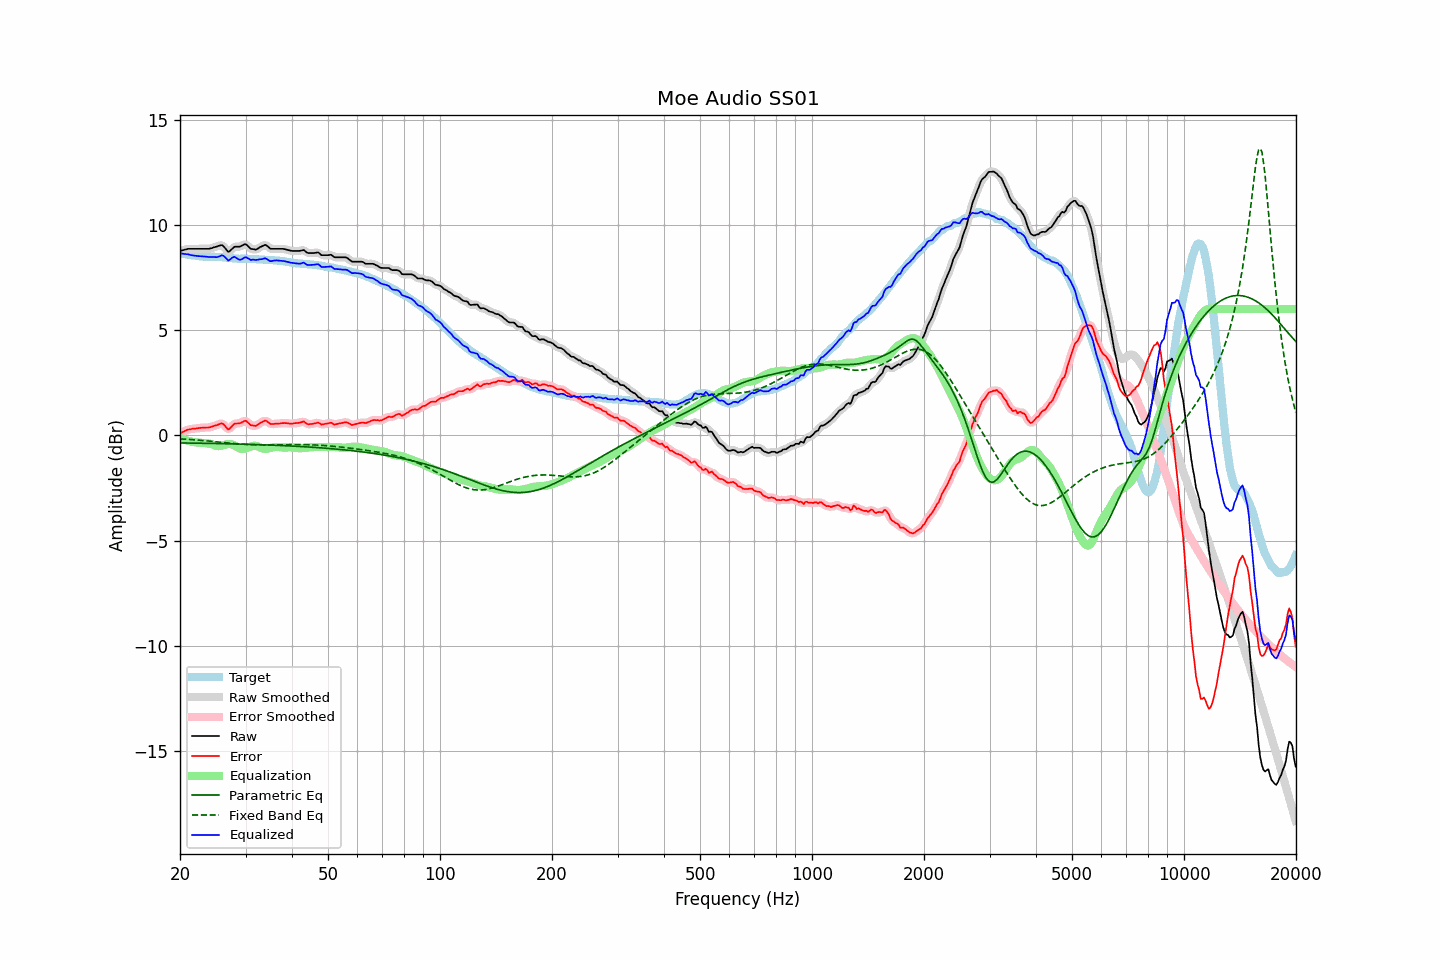 Moe Audio SS01
15
10
5
0
−5
−10
−15
Amplitude (dBr)
Target
Raw Smoothed
Error Smoothed
Raw
Error
Equalization
Parametric Eq
Fixed Band Eq
Equalized
20
50
100
200
500
1000
2000
5000
10000
20000
Frequency (Hz)